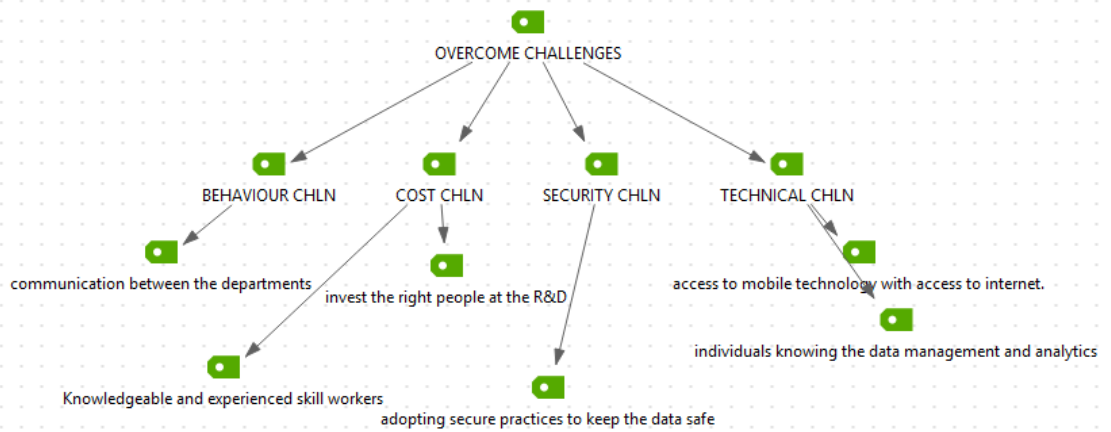 OVERCOME CHALLENGES
BEHAVIOUR CHLN
COST CHLN
SECURITY CHLN
TECHNICAL CHLN
communication between the departments
invest the right people at the R&D
access to mobile technology with access to internet.
individuals knowing the data management and analytics
Knowledgeable and experienced skill workers
adopting secure practices to keep the data safe